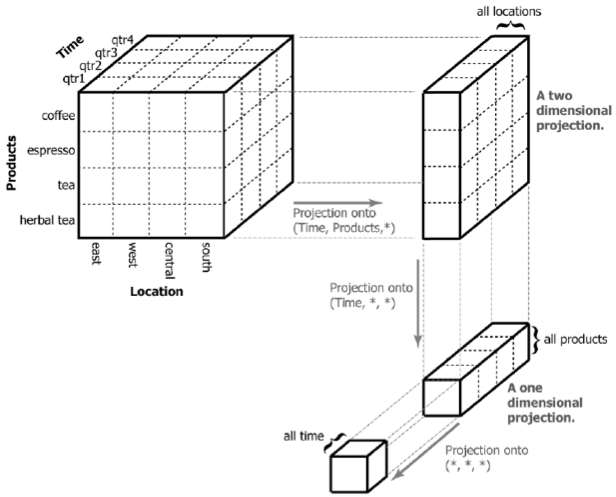 all locations
Time
qtr4
qtr3
qtr2
qtr1
A two
dimensional
projection.
Products
coffee
espresso
tea
herbal tea
Projection onto
(Time, Products,*)
east
west
central
south
Location
Projection onto
(Time, *, *)
all products
A one
dimensional
projection.
all time
Projection onto
(*, *, *)